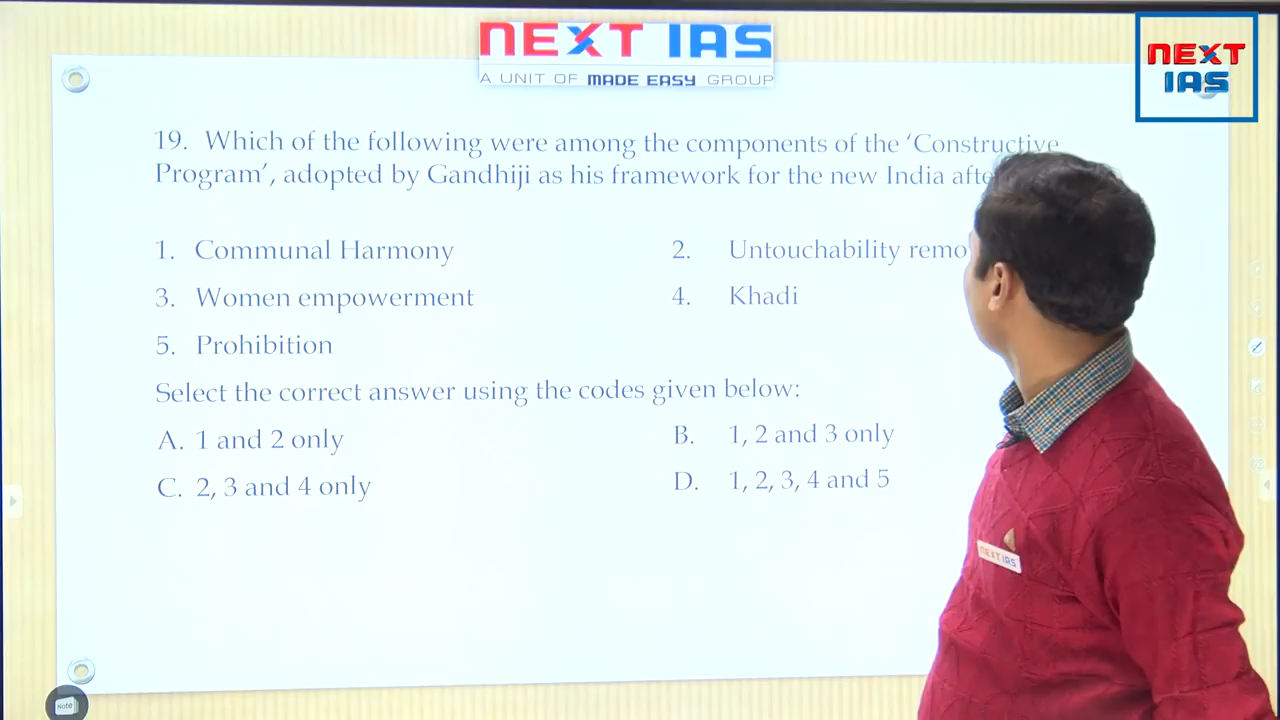 NEXT IAS
A UNIT OF MADE EASY GROUP
NEXT
IAS
19. Which of the following were among the components of the ‘Constructive
Program’, adopted by Gandhiji as his framework for the new India
1. Communal Harmony 2. Untouchability
3. Women empowerment 4. Khadi
5. Prohibition
Select the correct answer using the codes given below:
A. 1 and 2 only B. 1, 2 and 3 only
C. 2, 3 and 4 only D. 1, 2, 3, 4 and 5
NEXT IAS
Note